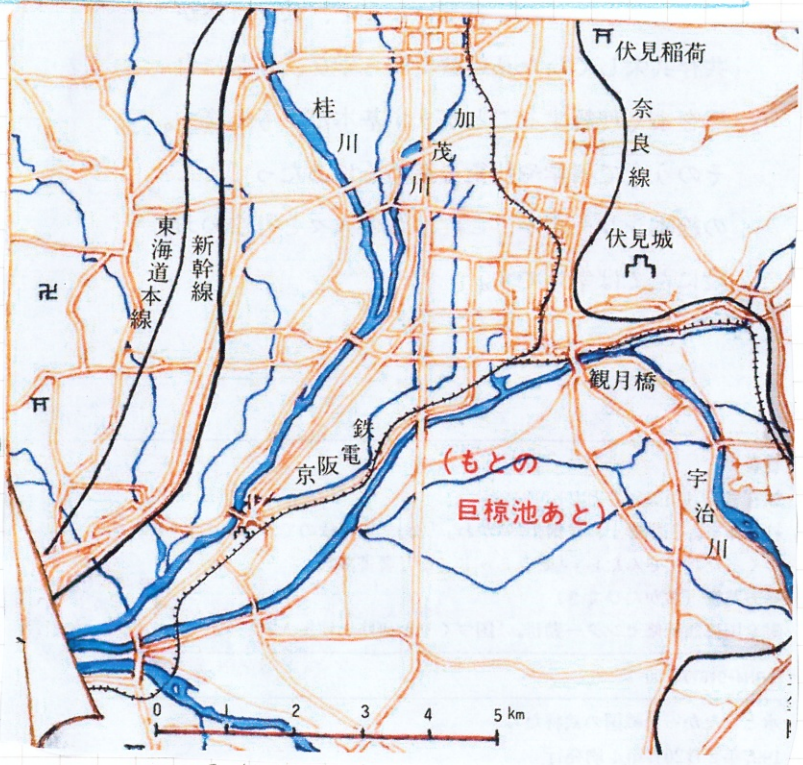 伏見稲荷
桂川
加茂川
奈良線
伏見城
東海道本線
新幹線
観月橋
京阪電鉄
(もとの
巨椋池あと)
宇治川
0 1 2 3 4 5 km